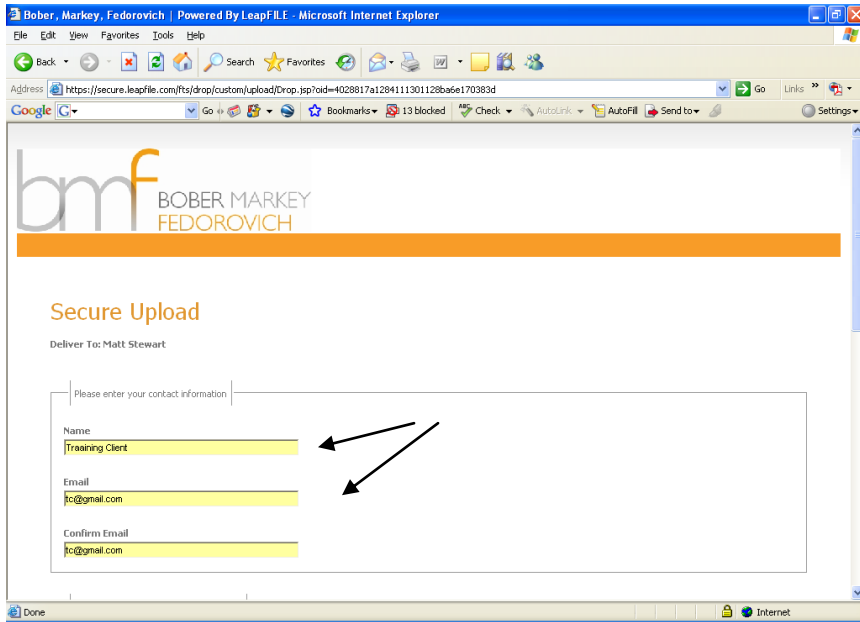 Bober, Markey, Fedorovich | Powered By LeapFILE - Microsoft Internet Explorer
File Edit View Favorites Tools Help
Back Search Favorites
Address https://secure.leapfile.com/fts/drop/custom/upload/Drop.jsp?oid=4028817a1284111301128ba6e170383d Go Links »
Google G Go Bookmarks 13 blocked ABC Check AutoLink AutoFill Send to Settings
bmf BOBER MARKEY
FEDOROVICH
Secure Upload
Deliver To: Matt Stewart
Please enter your contact information
Name
Traaining Client
Email
tc@gmail.com
Confirm Email
tc@gmail.com
Done Internet